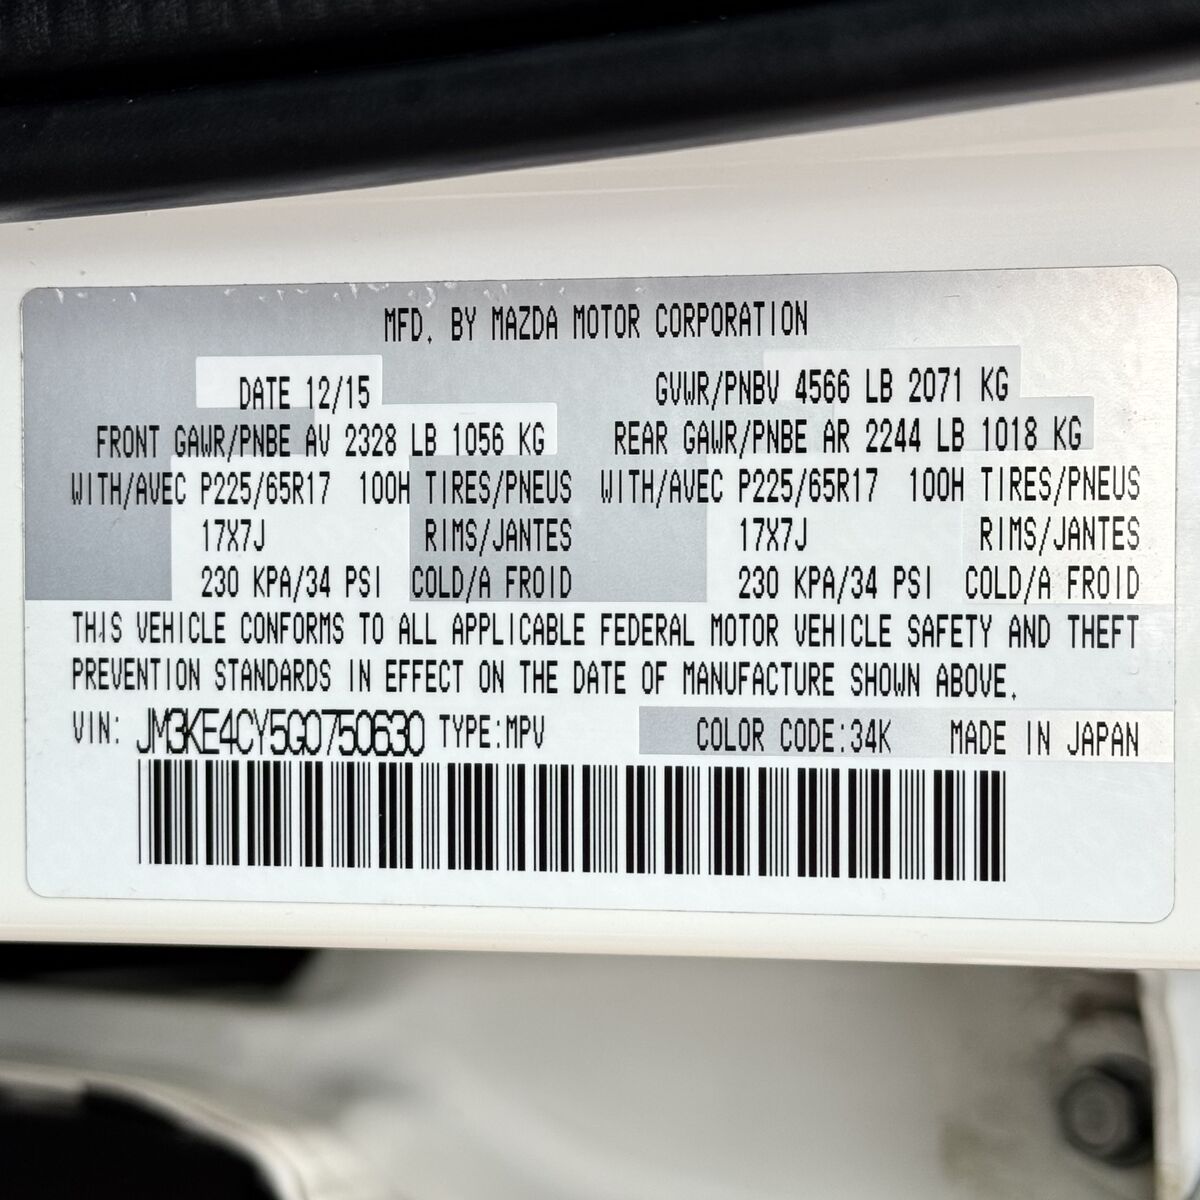 MFD. BY MAZDA MOTOR CORPORATION
DATE 12/15 GVWR/PNBV 4566 LB 2071 KG
FRONT GAWR/PNBE AV 2328 LB 1056 KG REAR GAWR/PNBE AR 2244 LB 1018 KG
WITH/AVEC P225/65R17 100H TIRES/PNEUS WITH/AVEC P225/65R17 100H TIRES/PNEUS
17X7J RIMS/JANTES 17X7J RIMS/JANTES
230 KPA/34 PSI COLD/A FROID 230 KPA/34 PSI COLD/A FROID
THIS VEHICLE CONFORMS TO ALL APPLICABLE FEDERAL MOTOR VEHICLE SAFETY AND THEFT
PREVENTION STANDARDS IN EFFECT ON THE DATE OF MANUFACTURE SHOWN ABOVE.
VIN: JM3KE4CY5G0750630 TYPE:MPV COLOR CODE:34K MADE IN JAPAN